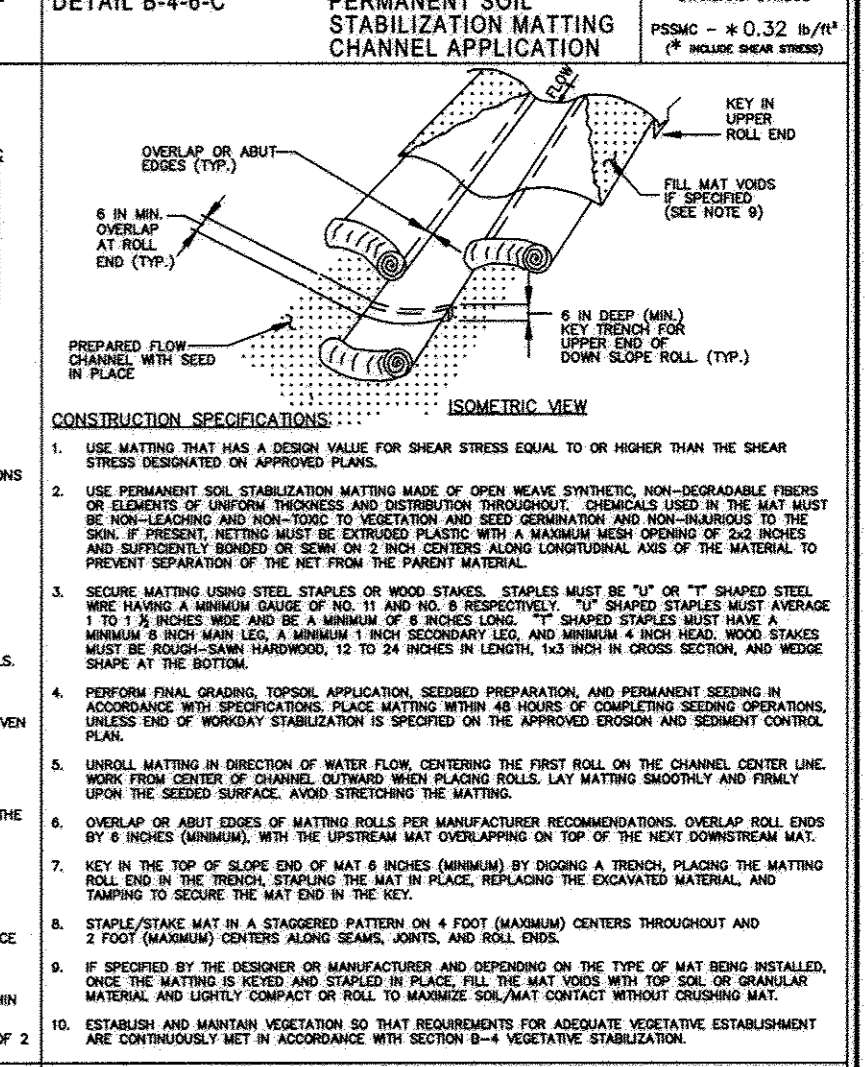 DETAIL B-4-6-C
PERMANENT SOIL
STABILIZATION MATTING
CHANNEL APPLICATION
PSSMC - * 0.32 lb/ft²
(* INCLUDE SHEAR STRESS)
FLOW
KEY IN
UPPER
ROLL END
OVERLAP OR ABUT
EDGES (TYP.)
FILL MAT VOIDS
IF SPECIFIED
(SEE NOTE 9)
6 IN MIN.
OVERLAP
AT ROLL
END (TYP.)
6 IN DEEP (MIN.)
KEY TRENCH FOR
UPPER END OF
DOWN SLOPE ROLL. (TYP.)
PREPARED FLOW
CHANNEL WITH SEED
IN PLACE
ISOMETRIC VIEW
CONSTRUCTION SPECIFICATIONS:
1. USE MATTING THAT HAS A DESIGN VALUE FOR SHEAR STRESS EQUAL TO OR HIGHER THAN THE SHEAR
STRESS DESIGNATED ON APPROVED PLANS.
ONS
2. USE PERMANENT SOIL STABILIZATION MATTING MADE OF OPEN WEAVE SYNTHETIC, NON-DEGRADABLE FIBERS
OR ELEMENTS OF UNIFORM THICKNESS AND DISTRIBUTION THROUGHOUT. CHEMICALS USED IN THE MAT MUST
BE NON-LEACHING AND NON-TOXIC TO VEGETATION AND SEED GERMINATION AND NON-INJURIOUS TO THE
SKIN. IF PRESENT, NETTING MUST BE EXTRUDED PLASTIC WITH A MAXIMUM MESH OPENING OF 2x2 INCHES
AND SUFFICIENTLY BONDED OR SEWN ON 2 INCH CENTERS ALONG LONGITUDINAL AXIS OF THE MATERIAL TO
PREVENT SEPARATION OF THE NET FROM THE PARENT MATERIAL.
3. SECURE MATTING USING STEEL STAPLES OR WOOD STAKES. STAPLES MUST BE "U" OR "T" SHAPED STEEL
WIRE HAVING A MINIMUM GAUGE OF NO. 11 AND NO. 8 RESPECTIVELY. "U" SHAPED STAPLES MUST AVERAGE
1 TO 1 ½ INCHES WIDE AND BE A MINIMUM OF 6 INCHES LONG. "T" SHAPED STAPLES MUST HAVE A
MINIMUM 8 INCH MAIN LEG, A MINIMUM 1 INCH SECONDARY LEG, AND MINIMUM 4 INCH HEAD. WOOD STAKES
MUST BE ROUGH-SAWN HARDWOOD, 12 TO 24 INCHES IN LENGTH, 1x3 INCH IN CROSS SECTION, AND WEDGE
SHAPE AT THE BOTTOM.
LS.
4. PERFORM FINAL GRADING, TOPSOIL APPLICATION, SEEDBED PREPARATION, AND PERMANENT SEEDING IN
ACCORDANCE WITH SPECIFICATIONS. PLACE MATTING WITHIN 48 HOURS OF COMPLETING SEEDING OPERATIONS,
UNLESS END OF WORKDAY STABILIZATION IS SPECIFIED ON THE APPROVED EROSION AND SEDIMENT CONTROL
PLAN.
VEN
5. UNROLL MATTING IN DIRECTION OF WATER FLOW, CENTERING THE FIRST ROLL ON THE CHANNEL CENTER LINE.
WORK FROM CENTER OF CHANNEL OUTWARD WHEN PLACING ROLLS. LAY MATTING SMOOTHLY AND FIRMLY
UPON THE SEEDED SURFACE. AVOID STRETCHING THE MATTING.
THE
6. OVERLAP OR ABUT EDGES OF MATTING ROLLS PER MANUFACTURER RECOMMENDATIONS. OVERLAP ROLL ENDS
BY 6 INCHES (MINIMUM), WITH THE UPSTREAM MAT OVERLAPPING ON TOP OF THE NEXT DOWNSTREAM MAT.
7. KEY IN THE TOP OF SLOPE END OF MAT 6 INCHES (MINIMUM) BY DIGGING A TRENCH, PLACING THE MATTING
ROLL END IN THE TRENCH, STAPLING THE MAT IN PLACE, REPLACING THE EXCAVATED MATERIAL, AND
TAMPING TO SECURE THE MAT END IN THE KEY.
8. STAPLE/STAKE MAT IN A STAGGERED PATTERN ON 4 FOOT (MAXIMUM) CENTERS THROUGHOUT AND
2 FOOT (MAXIMUM) CENTERS ALONG SEAMS, JOINTS, AND ROLL ENDS.
CE
9. IF SPECIFIED BY THE DESIGNER OR MANUFACTURER AND DEPENDING ON THE TYPE OF MAT BEING INSTALLED,
ONCE THE MATTING IS KEYED AND STAPLED IN PLACE, FILL THE MAT VOIDS WITH TOP SOIL OR GRANULAR
MATERIAL AND LIGHTLY COMPACT OR ROLL TO MAXIMIZE SOIL/MAT CONTACT WITHOUT CRUSHING MAT.
HIN
10. ESTABLISH AND MAINTAIN VEGETATION SO THAT REQUIREMENTS FOR ADEQUATE VEGETATIVE ESTABLISHMENT
ARE CONTINUOUSLY MET IN ACCORDANCE WITH SECTION B-4 VEGETATIVE STABILIZATION.
OF 2